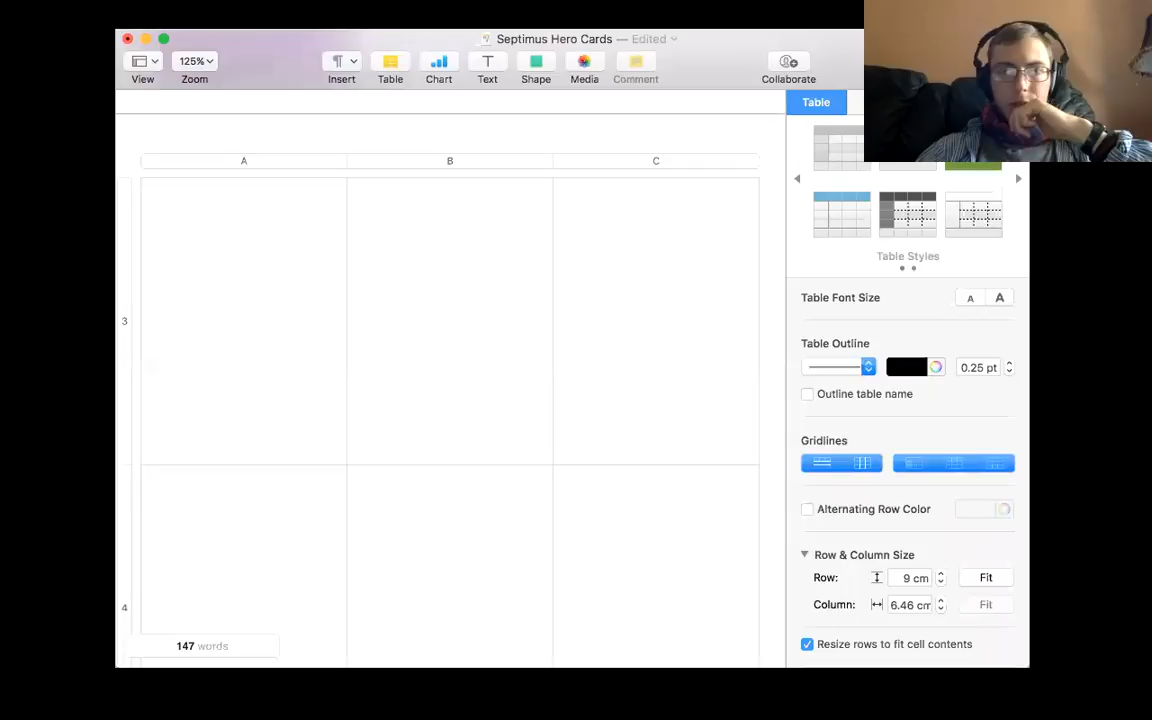 Septimus Hero Cards — Edited
125%
View
Zoom
Insert
Table
Chart
Text
Shape
Media
Comment
Collaborate
Table
A
B
C
Table Styles
Table Font Size
A
A
Table Outline
0.25 pt
Outline table name
Gridlines
Alternating Row Color
Row & Column Size
Row:
9 cm
Fit
Column:
6.46 cm
Fit
Resize rows to fit cell contents
3
4
147 words